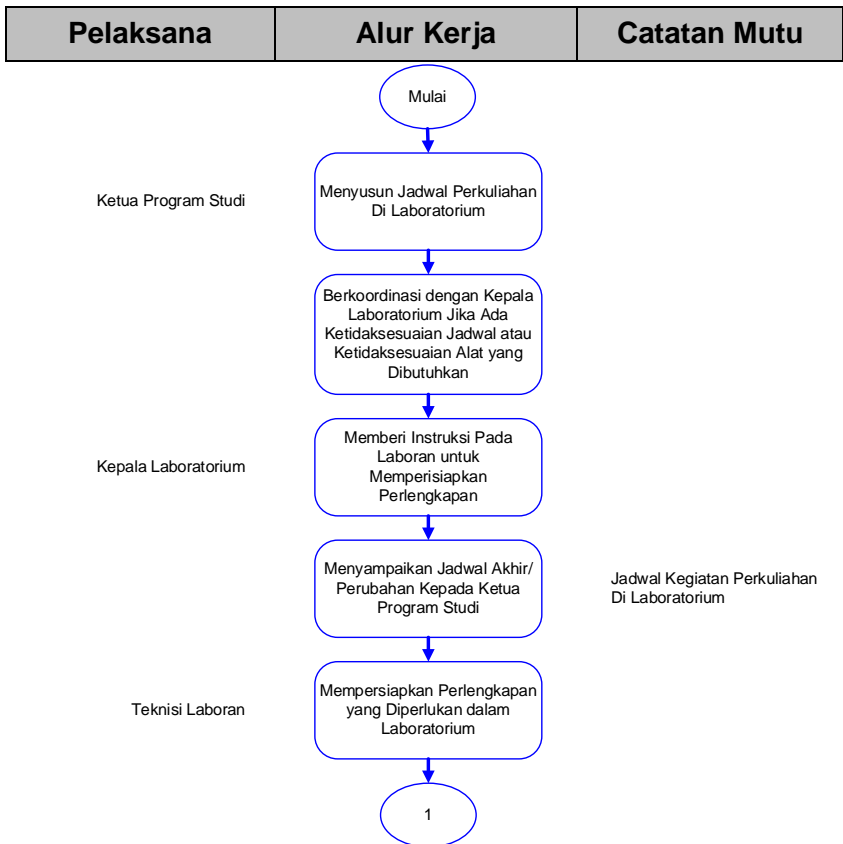 Pelaksana
Alur Kerja
Catatan Mutu
Mulai
Ketua Program Studi
Menyusun Jadwal Perkuliahan
Di Laboratorium
Berkoordinasi dengan Kepala
Laboratorium Jika Ada
Ketidaksesuaian Jadwal atau
Ketidaksesuaian Alat yang
Dibutuhkan
Kepala Laboratorium
Memberi Instruksi Pada
Laboran untuk
Memperisiapkan
Perlengkapan
Menyampaikan Jadwal Akhir/
Perubahan Kepada Ketua
Program Studi
Jadwal Kegiatan Perkuliahan
Di Laboratorium
Teknisi Laboran
Mempersiapkan Perlengkapan
yang Diperlukan dalam
Laboratorium
1